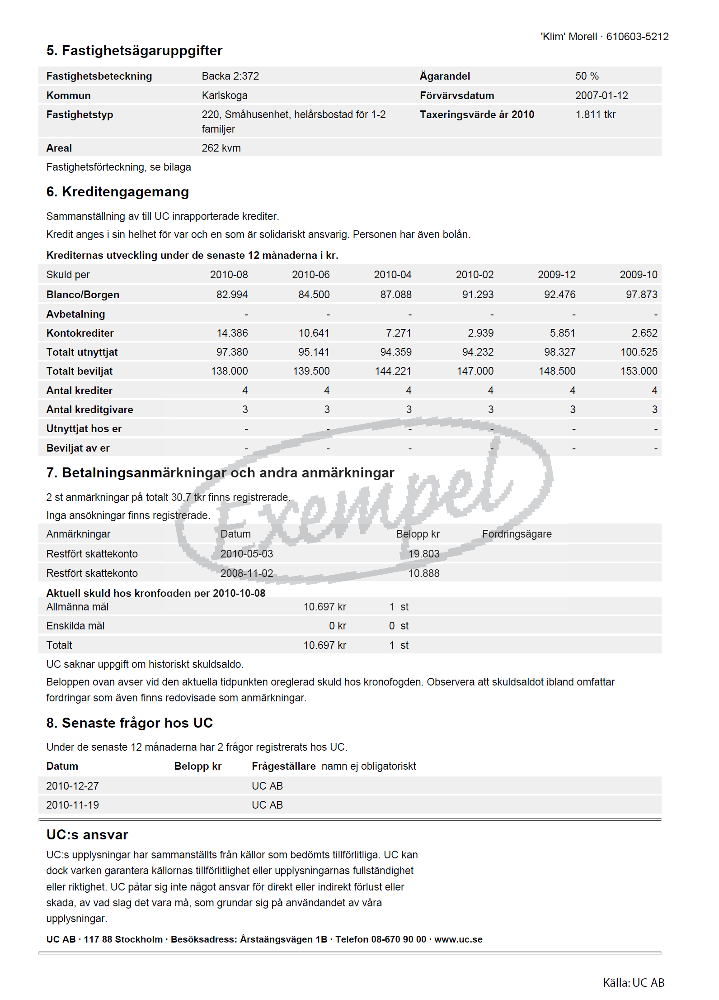 'Klim' Morell · 610603-5212
5. Fastighetsägaruppgifter
Fastighetsbeteckning Backa 2:372 Ägarandel 50 %
Kommun Karlskoga Förvärvsdatum 2007-01-12
Fastighetstyp 220, Småhusenhet, helårsbostad för 1-2 Taxeringsvärde år 2010 1.811 tkr
familjer
Areal 262 kvm
Fastighetsförteckning, se bilaga
6. Kreditengagemang
Sammanställning av till UC inrapporterade krediter.
Kredit anges i sin helhet för var och en som är solidariskt ansvarig. Personen har även bolån.
Krediternas utveckling under de senaste 12 månaderna i kr.
Skuld per 2010-08 2010-06 2010-04 2010-02 2009-12 2009-10
Blanco/Borgen 82.994 84.500 87.088 91.293 92.476 97.873
Avbetalning - - - - - -
Kontokrediter 14.386 10.641 7.271 2.939 5.851 2.652
Totalt utnyttjat 97.380 95.141 94.359 94.232 98.327 100.525
Totalt beviljat 138.000 139.500 144.221 147.000 148.500 153.000
Antal krediter 4 4 4 4 4 4
Antal kreditgivare 3 3 3 3 3 3
Utnyttjat hos er - - - - - -
Beviljat av er - - - - - -
7. Betalningsanmärkningar och andra anmärkningar
2 st anmärkningar på totalt 30,7 tkr finns registrerade.
Inga ansökningar finns registrerade.
Exempel
Anmärkningar Datum Belopp kr Fordringsägare
Restfört skattekonto 2010-05-03 19.803
Restfört skattekonto 2008-11-02 10.888
Aktuell skuld hos kronfogden per 2010-10-08
Allmänna mål 10.697 kr 1 st
Enskilda mål 0 kr 0 st
Totalt 10.697 kr 1 st
UC saknar uppgift om historiskt skuldsaldo.
Beloppen ovan avser vid den aktuella tidpunkten oreglerad skuld hos kronofogden. Observera att skuldsaldot ibland omfattar
fordringar som även finns redovisade som anmärkningar.
8. Senaste frågor hos UC
Under de senaste 12 månaderna har 2 frågor registrerats hos UC.
Datum Belopp kr Frågeställare namn ej obligatoriskt
2010-12-27 UC AB
2010-11-19 UC AB
UC:s ansvar
UC:s upplysningar har sammanställts från källor som bedömts tillförlitliga. UC kan
dock varken garantera källornas tillförlitlighet eller upplysningarnas fullständighet
eller riktighet. UC påtar sig inte något ansvar för direkt eller indirekt förlust eller
skada, av vad slag det vara må, som grundar sig på användandet av våra
upplysningar.
UC AB · 117 88 Stockholm · Besöksadress: Årstaängsvägen 1B · Telefon 08-670 90 00 · www.uc.se
Källa: UC AB